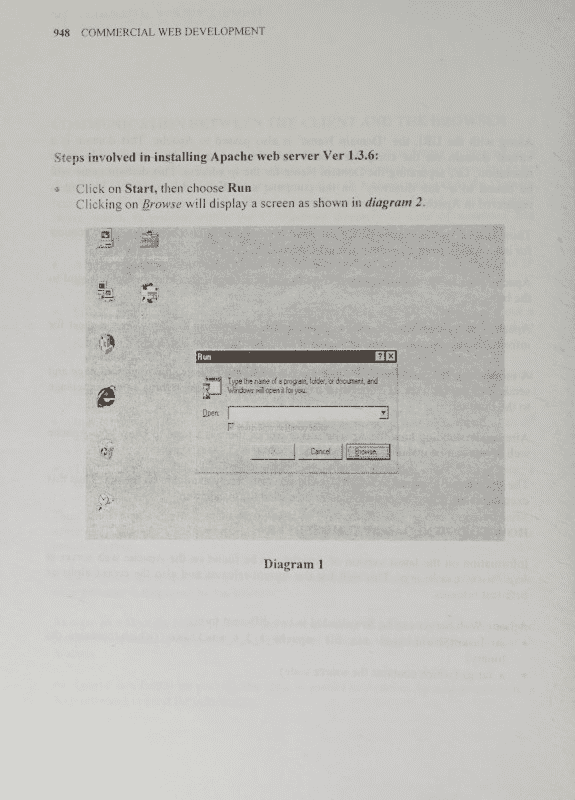 948 COMMERCIAL WEB DEVELOPMENT
Steps involved in installing Apache web server Ver 1.3.6:
Click on Start, then choose Run
Clicking on Browse will display a screen as shown in diagram 2.
Run
Type the name of a program, folder, or document, and
Windows will open it for you.
Open:
Cancel
Browse...
Diagram 1